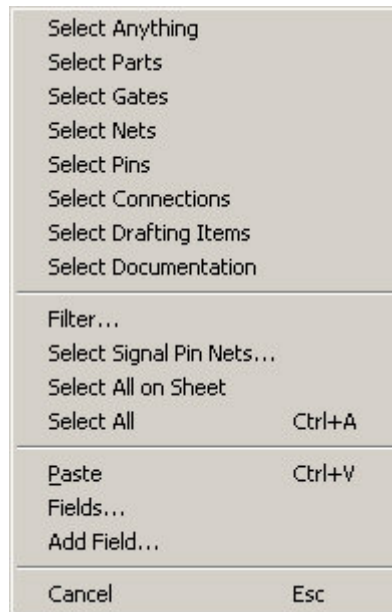 Select Anything
Select Parts
Select Gates
Select Nets
Select Pins
Select Connections
Select Drafting Items
Select Documentation
Filter...
Select Signal Pin Nets...
Select All on Sheet
Select All Ctrl+A
Paste Ctrl+V
Fields...
Add Field...
Cancel Esc